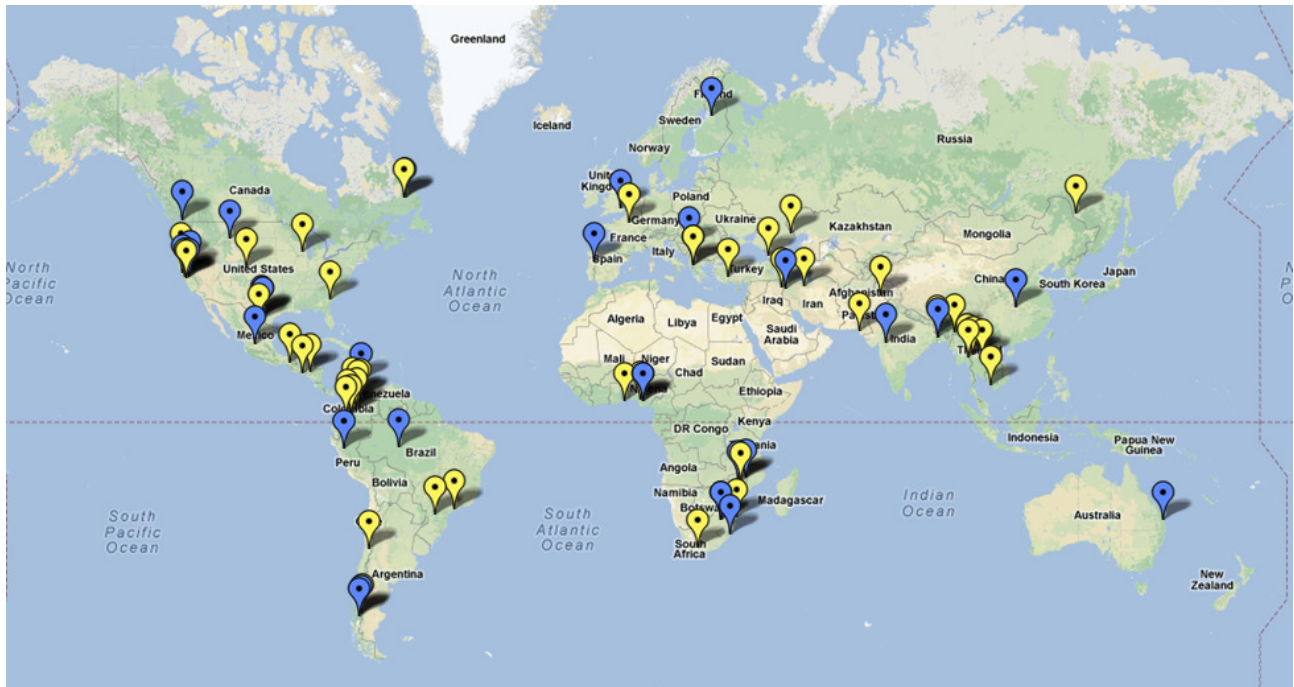 Greenland
Iceland
Finland
Sweden
Norway
Russia
Canada
United
Kingdom
Poland
Germany
Ukraine
Kazakhstan
Mongolia
France
Italy
Spain
Turkey
North
Pacific
Ocean
United States
North
Atlantic
Ocean
China
South Korea
Japan
Afghanistan
Iraq
Iran
Pakistan
India
Algeria
Libya
Egypt
Saudi
Arabia
Mexico
Mali
Niger
Chad
Sudan
Nigeria
Ethiopia
Venezuela
Colombia
DR Congo
Kenya
Tanzania
Indonesia
Papua New
Guinea
Brazil
Peru
Bolivia
Angola
Namibia
Botswana
Madagascar
Indian
Ocean
Australia
South
Pacific
Ocean
South
Atlantic
Ocean
South
Africa
Argentina
New
Zealand